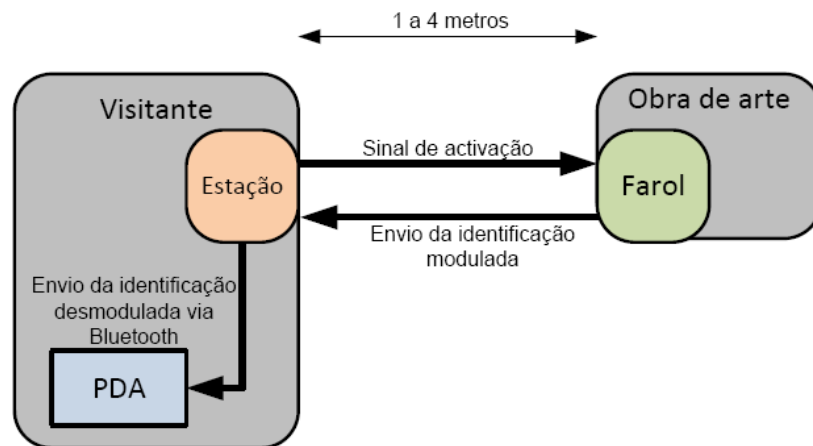 1 a 4 metros
Visitante
Obra de arte
Sinal de activação
Estação
Farol
Envio da identificação
modulada
Envio da identificação
desmodulada via
Bluetooth
PDA